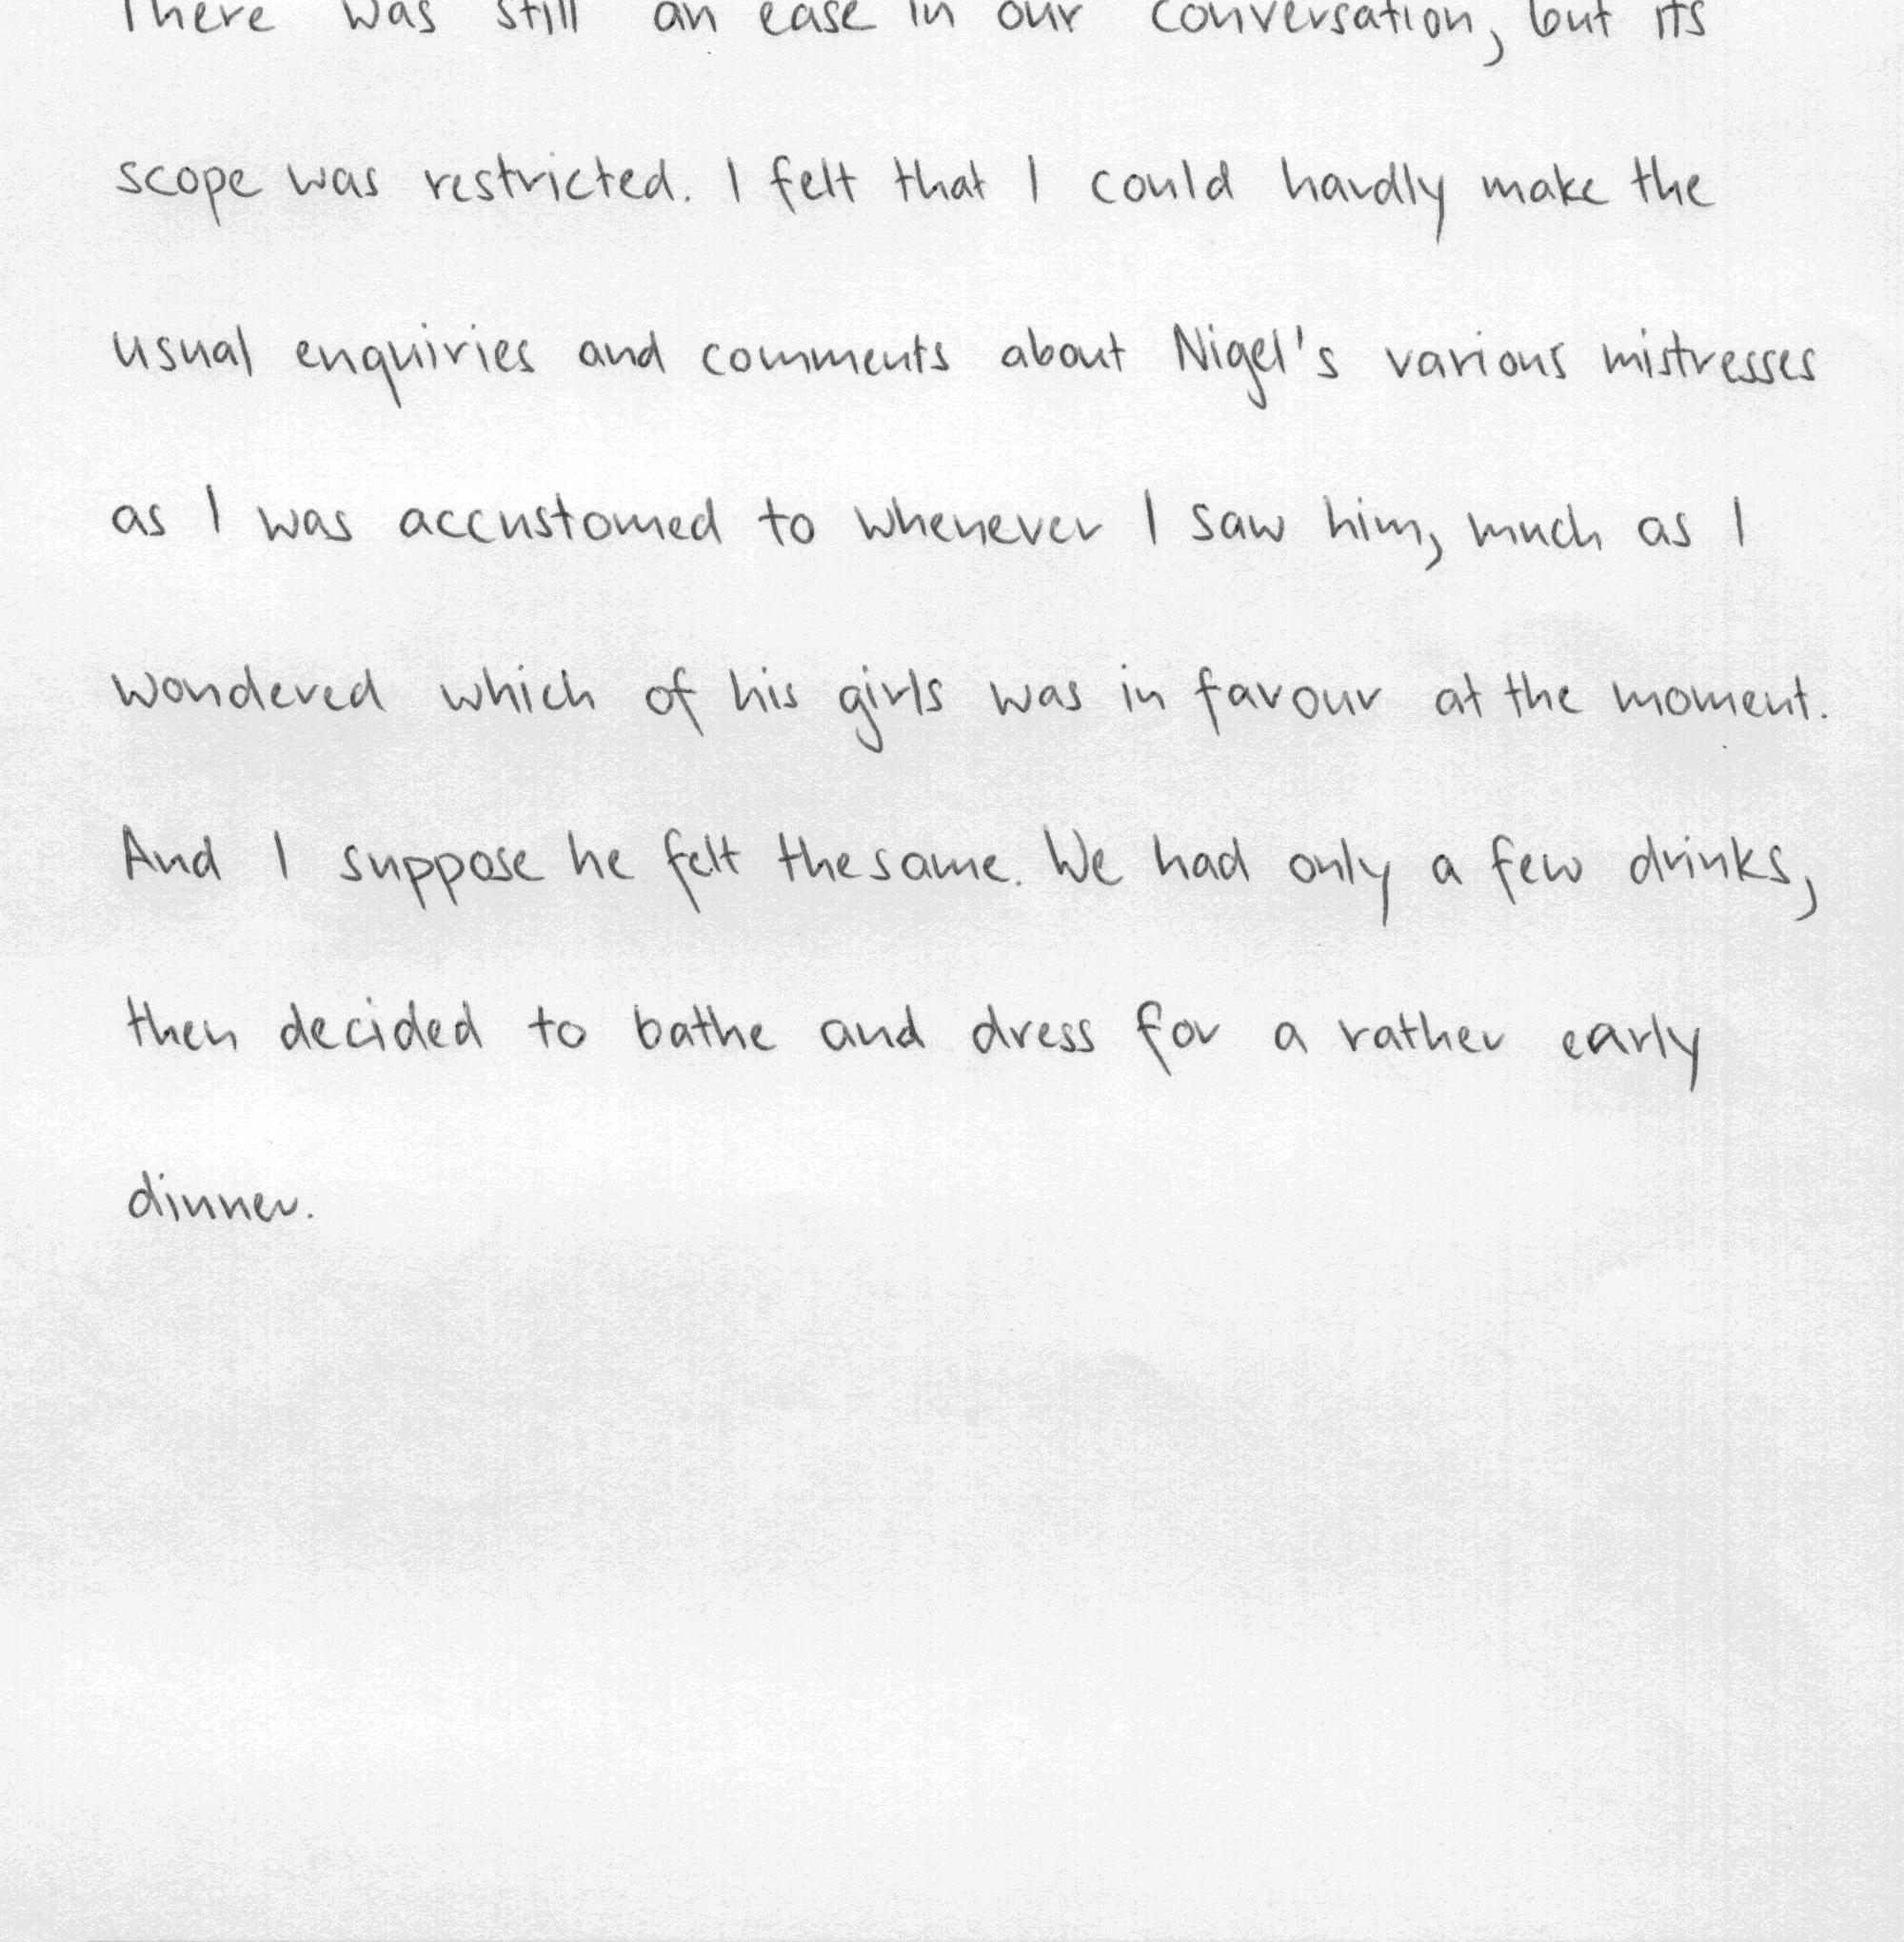 There was still an ease in our conversation, but its
scope was restricted. I felt that I could hardly make the
usual enquiries and comments about Nigel's various mistresses
as I was accustomed to whenever I saw him, much as I
wondered which of his girls was in favour at the moment.
And I suppose he felt the same. We had only a few drinks,
then decided to bathe and dress for a rather early
dinner.